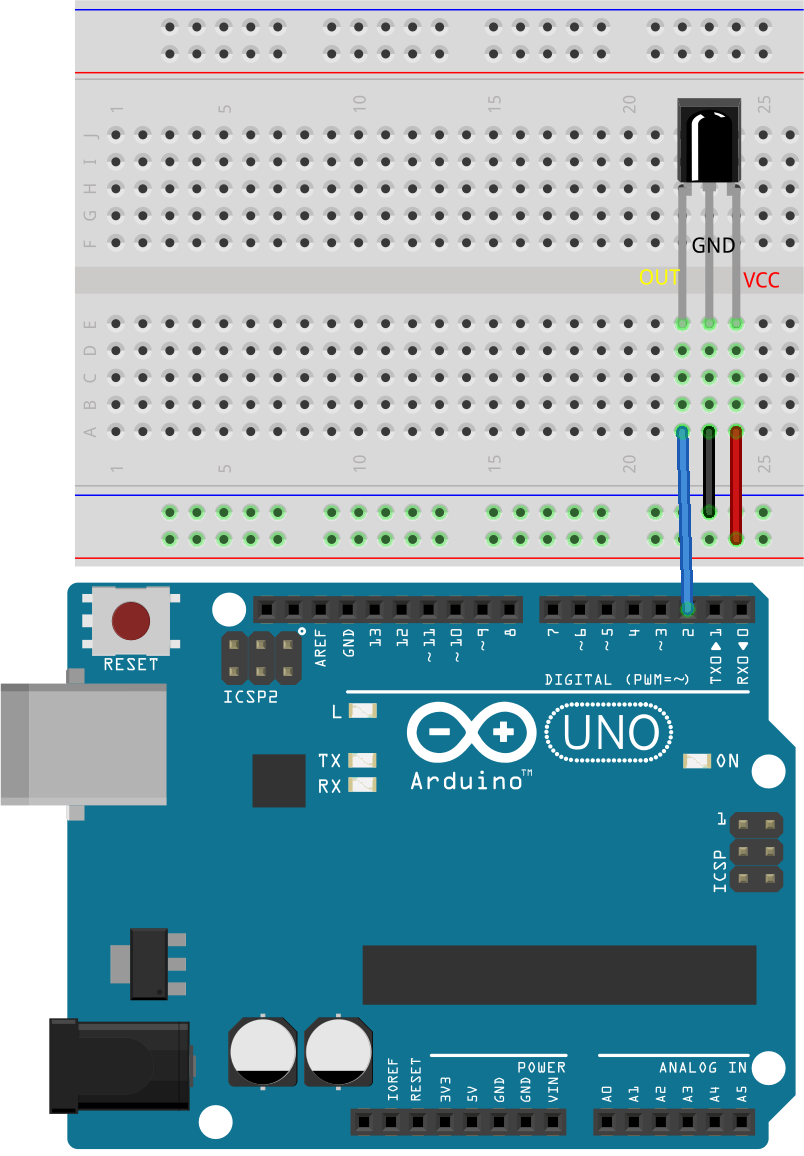 1 5 10 15 20 25
J
I
H
G
F
GND
OUT
VCC
E
D
C
B
A
1 5 10 15 20 25
RESET
ICSP2
AREF GND 13 12 ~11 ~10 ~9 8 7 ~6 ~5 4 ~3 2 TX0▶1 RX0◀0
DIGITAL (PWM=~)
L
TX
RX
Arduino™
UNO
ON
1
ICSP
POWER
ANALOG IN
IOREF RESET 3V3 5V GND GND VIN A0 A1 A2 A3 A4 A5